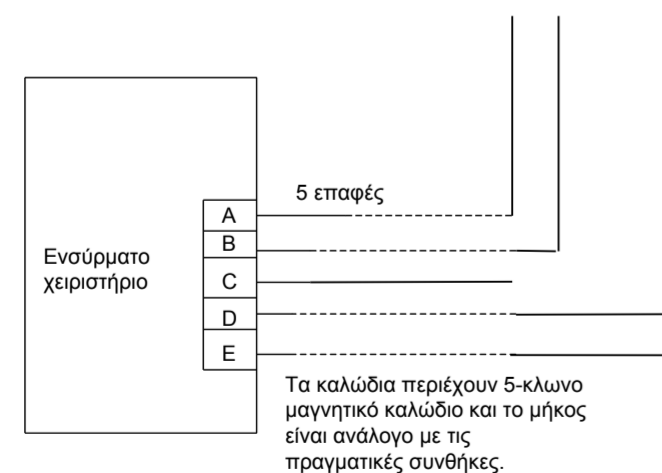 5 επαφές
A
B
Ενσύρματο
χειριστήριο
C
D
E
Τα καλώδια περιέχουν 5-κλωνο
μαγνητικό καλώδιο και το μήκος
είναι ανάλογο με τις
πραγματικές συνθήκες.